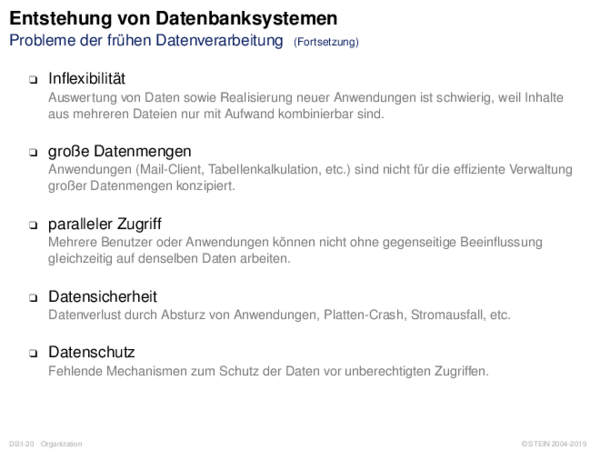 Entstehung von Datenbanksystemen
Probleme der frühen Datenverarbeitung (Fortsetzung)
❑ Inflexibilität
Auswertung von Daten sowie Realisierung neuer Anwendungen ist schwierig, weil Inhalte
aus mehreren Dateien nur mit Aufwand kombinierbar sind.
❑ große Datenmengen
Anwendungen (Mail-Client, Tabellenkalkulation, etc.) sind nicht für die effiziente Verwaltung
großer Datenmengen konzipiert.
❑ paralleler Zugriff
Mehrere Benutzer oder Anwendungen können nicht ohne gegenseitige Beeinflussung
gleichzeitig auf denselben Daten arbeiten.
❑ Datensicherheit
Datenverlust durch Absturz von Anwendungen, Platten-Crash, Stromausfall, etc.
❑ Datenschutz
Fehlende Mechanismen zum Schutz der Daten vor unberechtigten Zugriffen.
DB:I-20 Organization
© STEIN 2004-2019